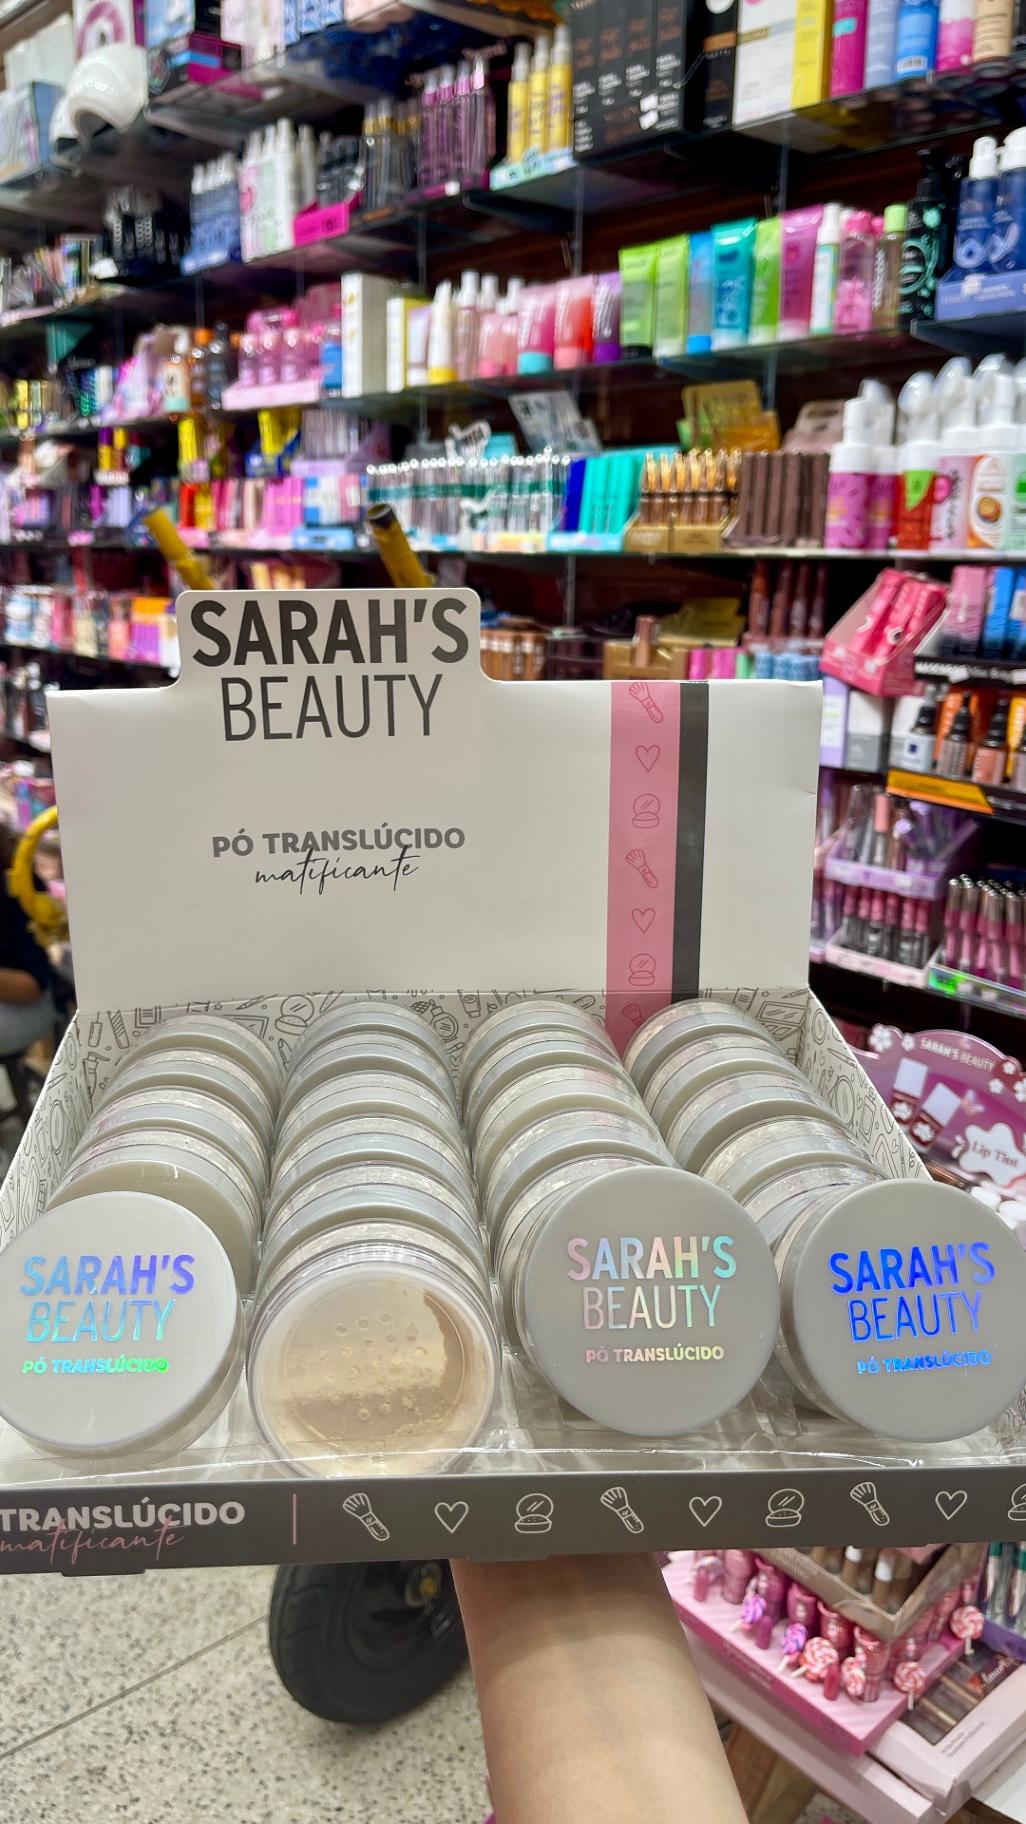 SARAH'S
BEAUTY
PÓ TRANSLÚCIDO
matificante
SARAH'S BEAUTY
Lip Tint
SARAH'S
BEAUTY
PÓ TRANSLÚCIDO
SARAH'S
BEAUTY
PÓ TRANSLÚCIDO
SARAH'S
BEAUTY
PÓ TRANSLÚCIDO
TRANSLÚCIDO
matificante